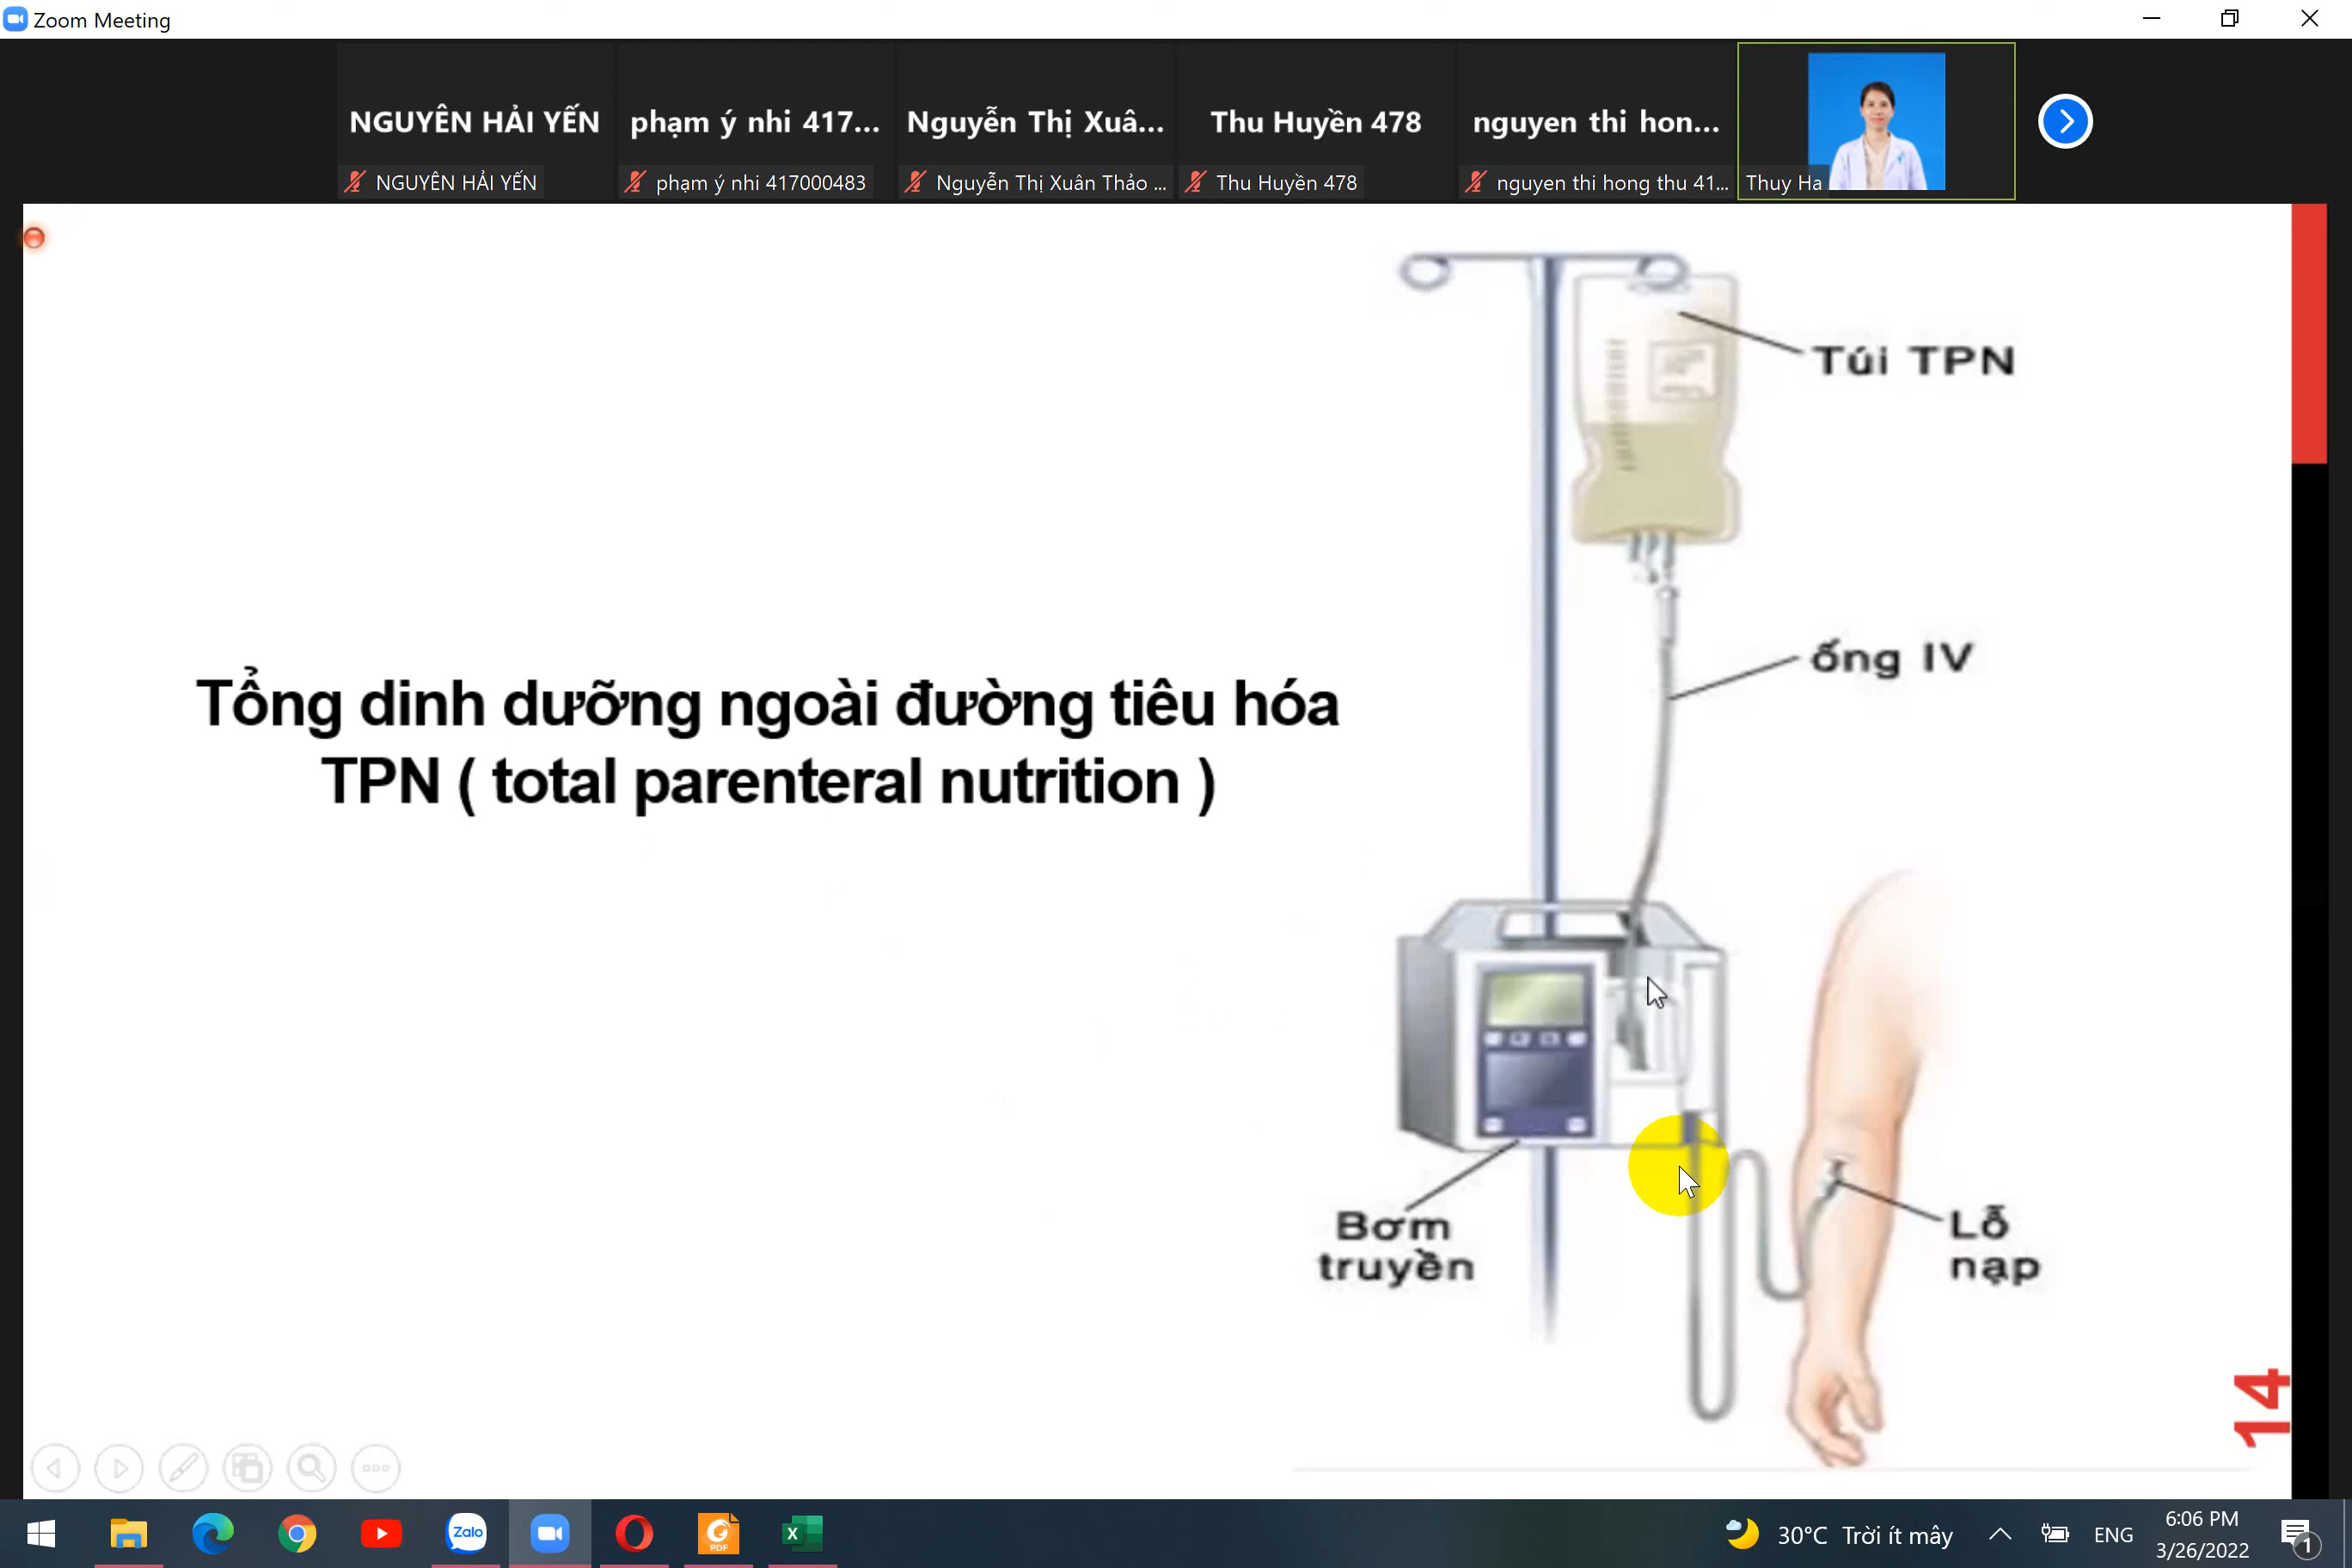 Zoom Meeting
NGUYÊN HẢI YẾN
phạm ý nhi 417...
Nguyễn Thị Xuâ...
Thu Huyền 478
nguyen thi hon...
NGUYÊN HẢI YẾN
phạm ý nhi 417000483
Nguyễn Thị Xuân Thảo ...
Thu Huyền 478
nguyen thi hong thu 41...
Thuy Ha
Túi TPN
ống IV
Tổng dinh dưỡng ngoài đường tiêu hóa
TPN ( total parenteral nutrition )
Bơm
truyền
Lỗ
nạp
14
Zalo
PDF
X
30°C Trời ít mây
ENG
6:06 PM
3/26/2022
1